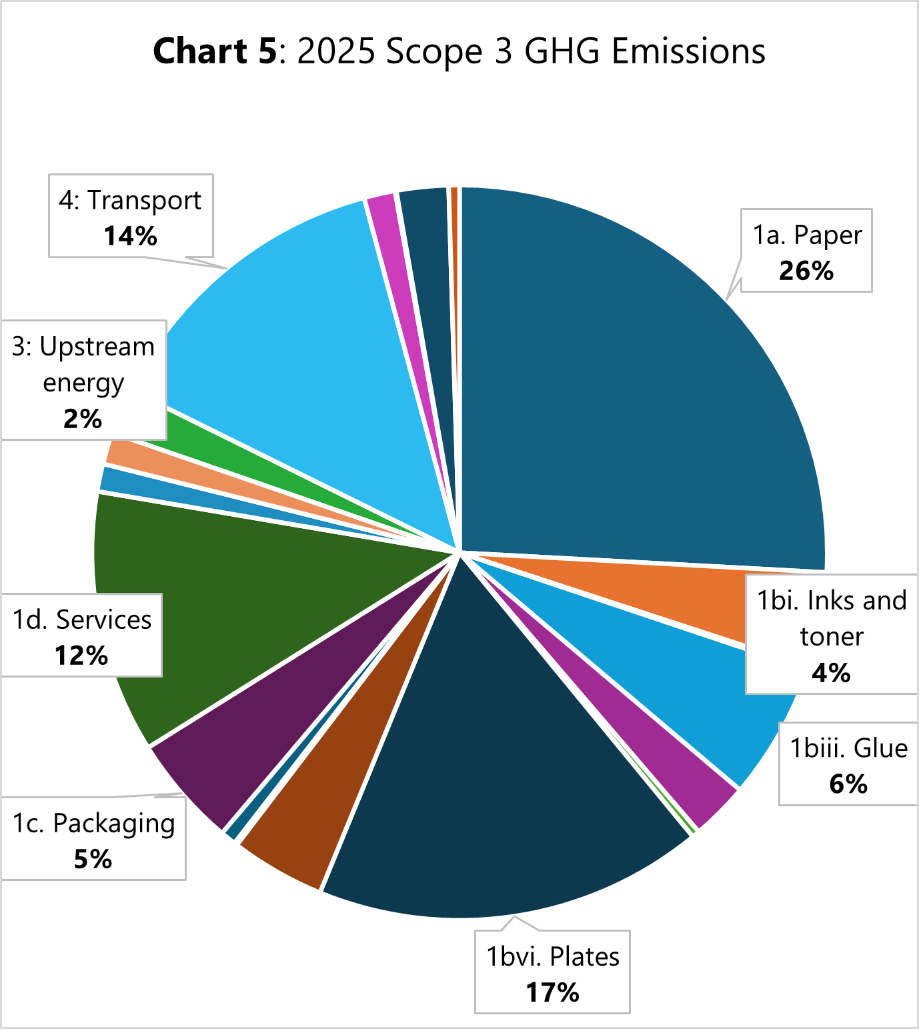 Chart 5: 2025 Scope 3 GHG Emissions
4: Transport
14%
1a. Paper
26%
3: Upstream
energy
2%
1bi. Inks and
toner
4%
1d. Services
12%
1biii. Glue
6%
1c. Packaging
5%
1bvi. Plates
17%